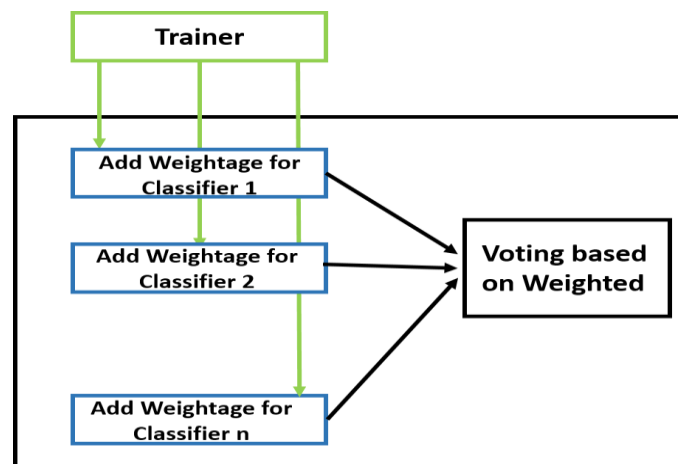 Trainer
Add Weightage for
Classifier 1
Add Weightage for
Classifier 2
Voting based
on Weighted
Add Weightage for
Classifier n